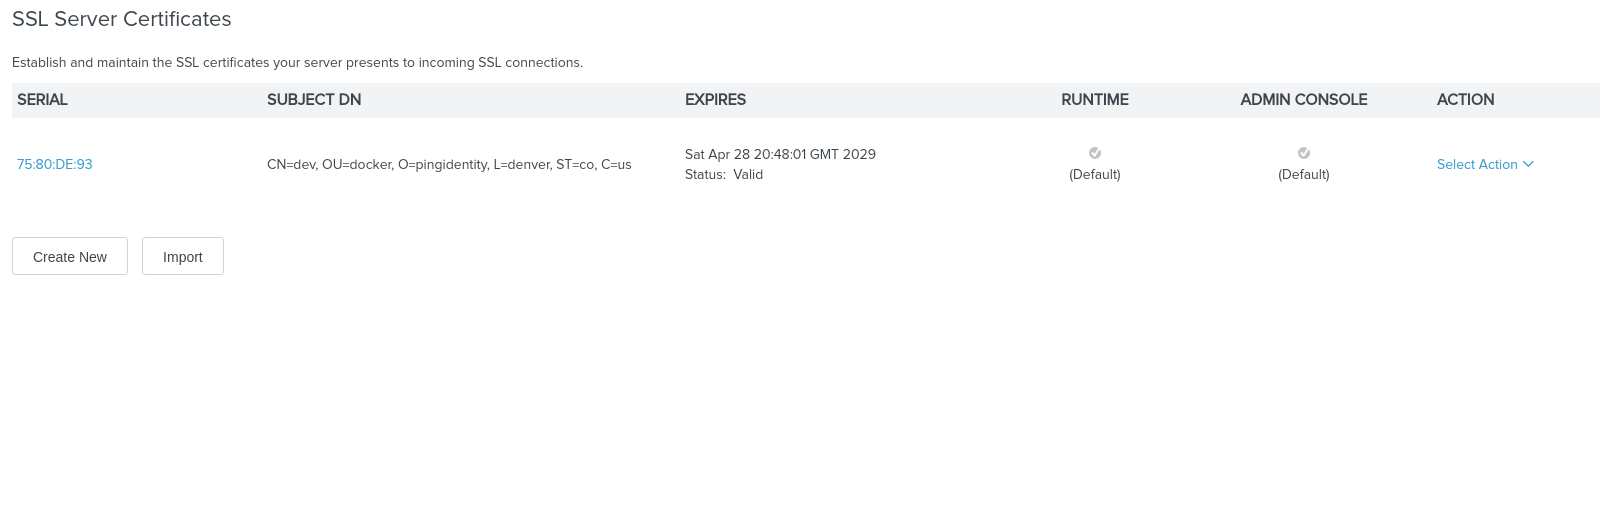 SSL Server Certificates
Establish and maintain the SSL certificates your server presents to incoming SSL connections.
SERIAL SUBJECT DN EXPIRES RUNTIME ADMIN CONSOLE ACTION
75:80:DE:93 CN=dev, OU=docker, O=pingidentity, L=denver, ST=co, C=us Sat Apr 28 20:48:01 GMT 2029 Select Action
Status: Valid (Default) (Default)
Create New Import